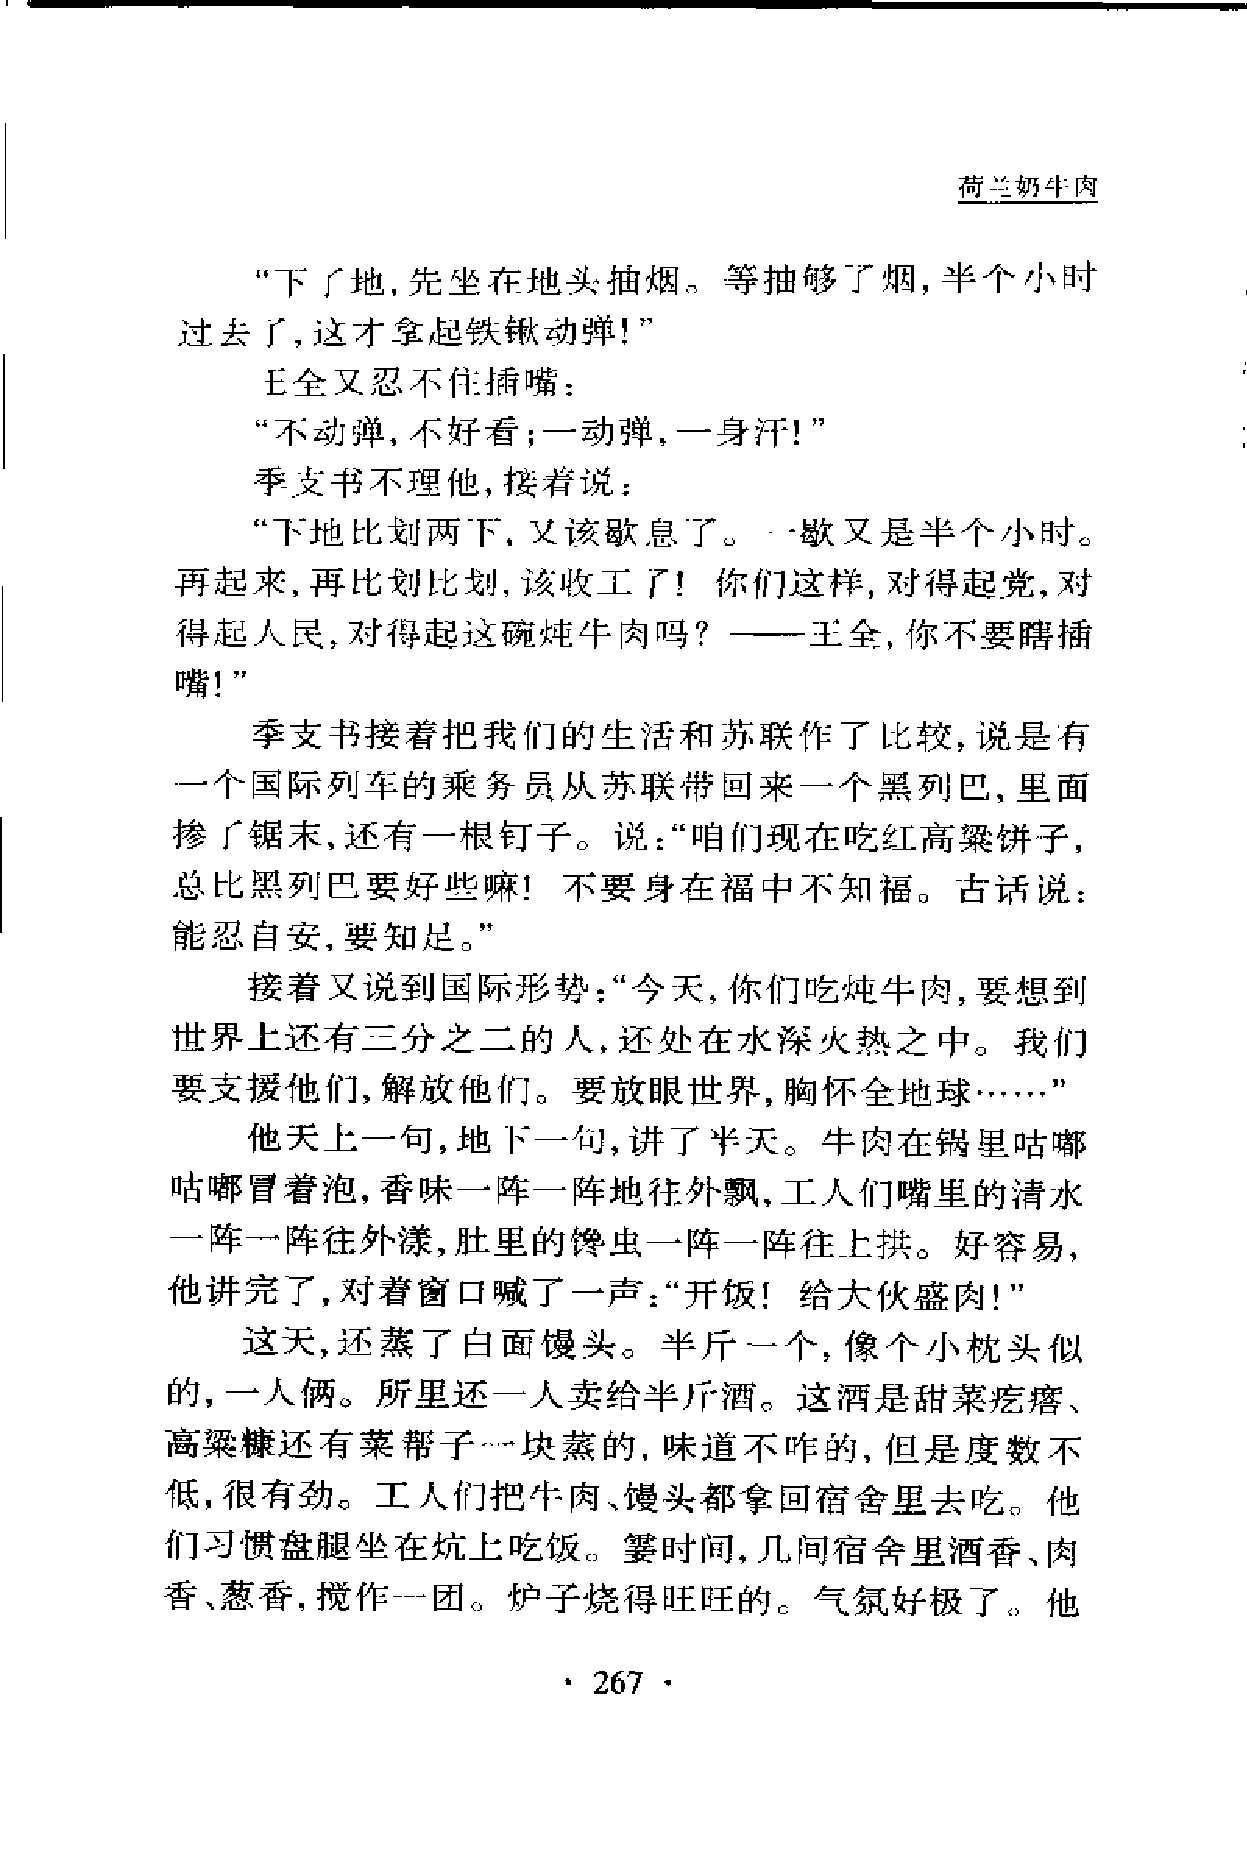 荷兰奶牛肉
“下了地,先坐在地头抽烟。等抽够了烟,半个小时
过去了,这才拿起铁锹动弹!”
王全又忍不住插嘴:
“不动弹,不好看;一动弹,一身汗!”
季支书不理他,接着说:
“下地比划两下,又该歇息了。一歇又是半个小时。
再起来,再比划比划,该收工了! 你们这样,对得起党,对
得起人民,对得起这碗炖牛肉吗? ——王全,你不要瞎插
嘴!”
季支书接着把我们的生活和苏联作了比较,说是有
一个国际列车的乘务员从苏联带回来一个黑列巴,里面
掺了锯末,还有一根钉子。说:“咱们现在吃红高粱饼子,
总比黑列巴要好些嘛! 不要身在福中不知福。古话说:
能忍自安,要知足。”
接着又说到国际形势:“今天,你们吃炖牛肉,要想到
世界上还有三分之二的人,还处在水深火热之中。我们
要支援他们,解放他们。要放眼世界,胸怀全地球……”
他天上一句,地下一句,讲了半天。牛肉在锅里咕嘟
咕嘟冒着泡,香味一阵一阵地往外飘,工人们嘴里的清水
一阵一阵往外漾,肚里的馋虫一阵一阵往上拱。好容易,
他讲完了,对着窗口喊了一声:“开饭! 给大伙盛肉!”
这天,还蒸了白面馒头。半斤一个,像个小枕头似
的,一人俩。所里还一人卖给半斤酒。这酒是甜菜疙瘩、
高粱糠还有菜帮子一块蒸的,味道不咋的,但是度数不
低,很有劲。工人们把牛肉、馒头都拿回宿舍里去吃。他
们习惯盘腿坐在炕上吃饭。霎时间,几间宿舍里酒香、肉
香、葱香,搅作一团。炉子烧得旺旺的。气氛好极了。他
· 267 ·